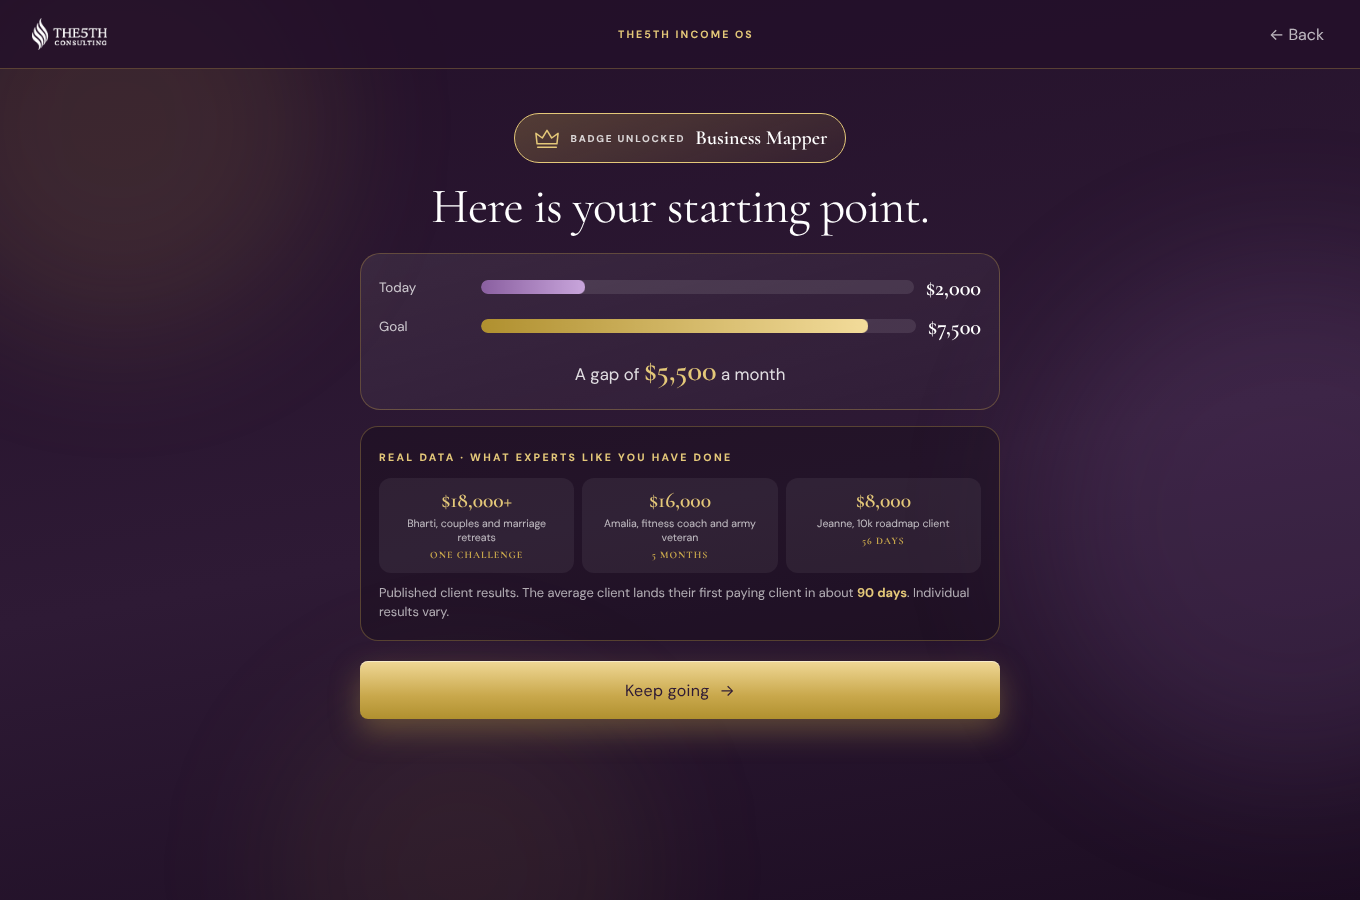 THE5TH
CONSULTING
THE5TH INCOME OS
← Back
BADGE UNLOCKED Business Mapper
Here is your starting point.
Today $2,000
Goal $7,500
A gap of $5,500 a month
REAL DATA · WHAT EXPERTS LIKE YOU HAVE DONE
$18,000+
Bharti, couples and marriage
retreats
ONE CHALLENGE
$16,000
Amalia, fitness coach and army
veteran
5 MONTHS
$8,000
Jeanne, 10k roadmap client
56 DAYS
Published client results. The average client lands their first paying client in about 90 days. Individual
results vary.
Keep going →